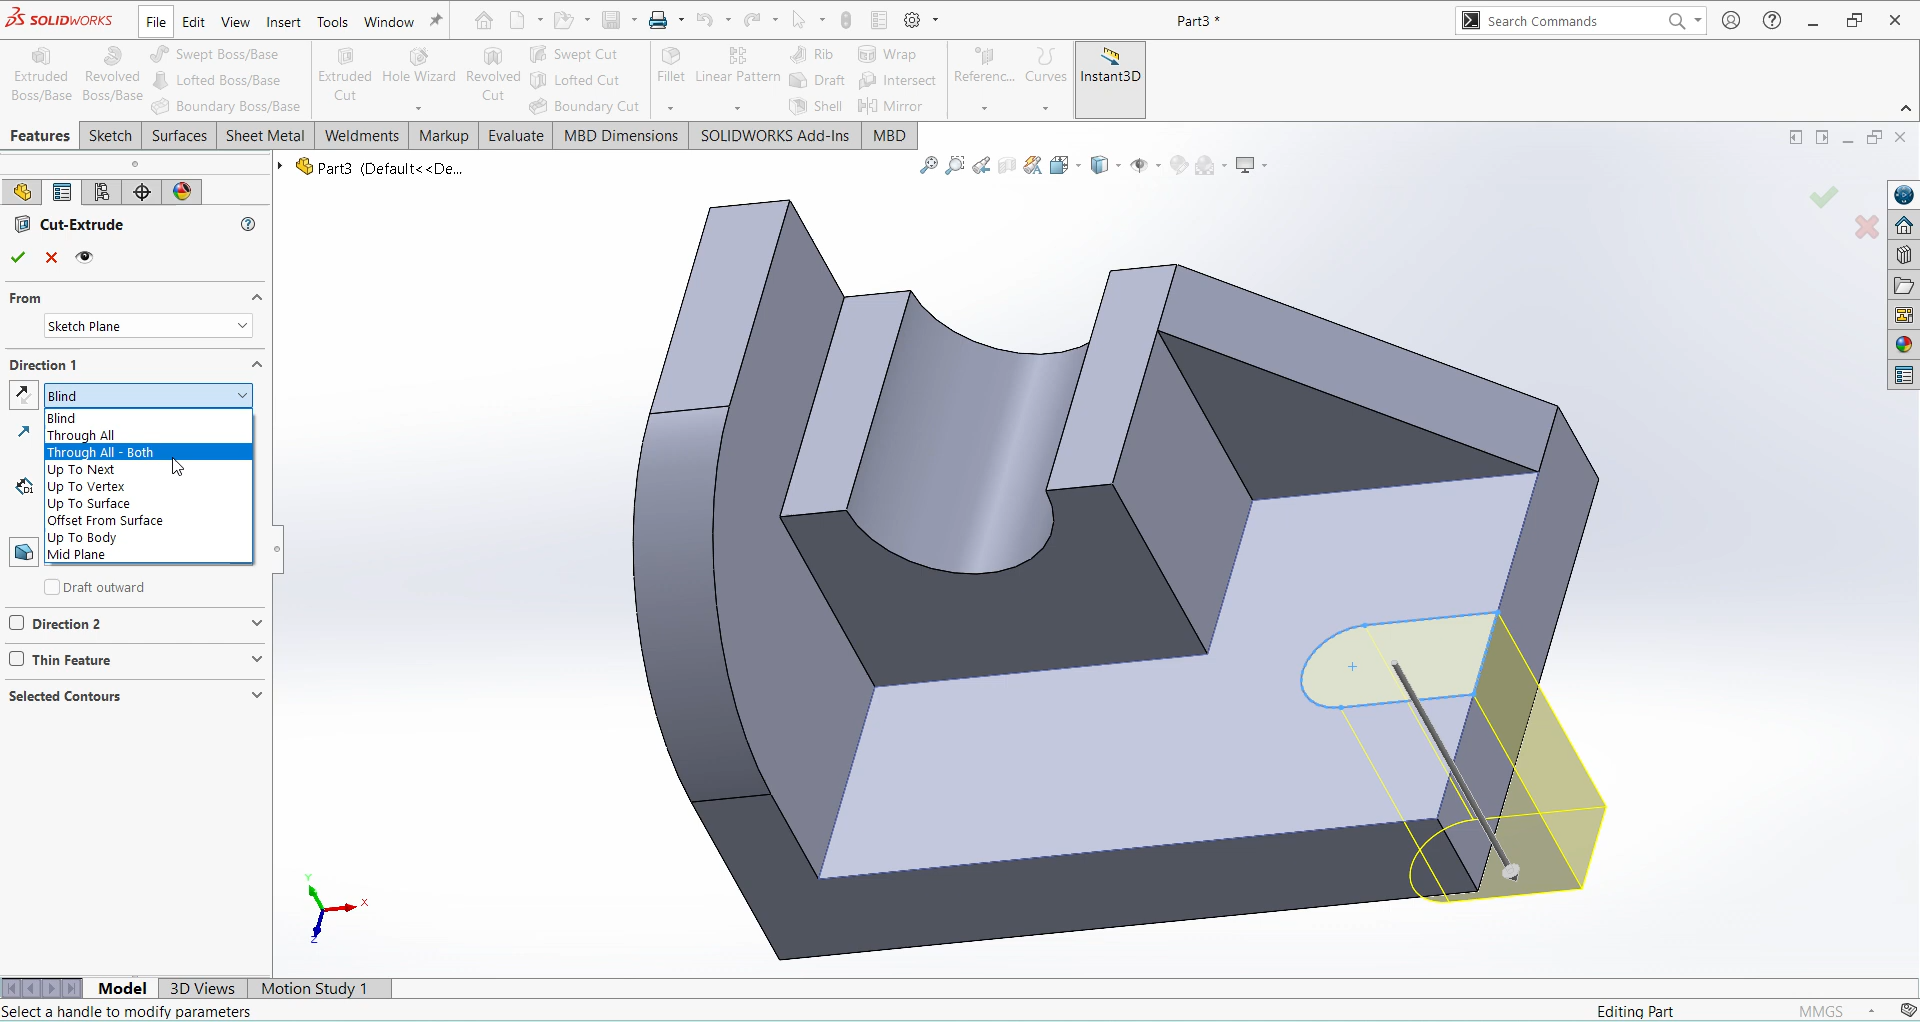 SOLIDWORKS File Edit View Insert Tools Window Part3 * Search Commands
Extruded Boss/Base
Revolved Boss/Base
Swept Boss/Base
Lofted Boss/Base
Boundary Boss/Base
Extruded Cut
Hole Wizard
Revolved Cut
Swept Cut
Lofted Cut
Boundary Cut
Fillet
Linear Pattern
Rib
Draft
Shell
Wrap
Intersect
Mirror
Referenc...
Curves
Instant3D
Features Sketch Surfaces Sheet Metal Weldments Markup Evaluate MBD Dimensions SOLIDWORKS Add-Ins MBD
Part3 (Default<<De...
Cut-Extrude
From
Sketch Plane
Direction 1
Blind
Blind
Through All
Through All - Both
Up To Next
Up To Vertex
D1
Up To Surface
Offset From Surface
Up To Body
Mid Plane
Draft outward
Direction 2
Thin Feature
Selected Contours
Y
X
Z
Model 3D Views Motion Study 1
Select a handle to modify parameters Editing Part MMGS